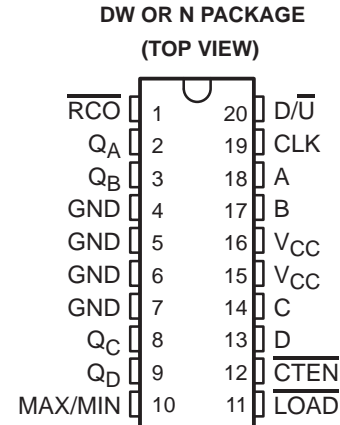 DW OR N PACKAGE
(TOP VIEW)
RCO 1 20 D/U
QA 2 19 CLK
QB 3 18 A
GND 4 17 B
GND 5 16 VCC
GND 6 15 VCC
GND 7 14 C
QC 8 13 D
QD 9 12 CTEN
MAX/MIN 10 11 LOAD